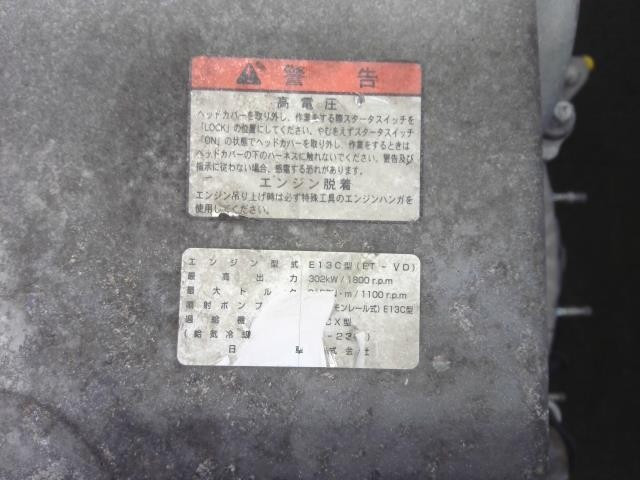 警告
高電圧
ヘッドカバーを取り外し、作業をする際スタータスイッチを
「LOCK」の位置にしてください。やむをえずスタータスイッチ
「ON」の状態でヘッドカバーを取り外し、作業をするときは
ヘッドカバーの下のハーネスに触れないでください。警告及び
指示に従わない場合、感電する恐れがあります。
エンジン脱着
エンジン吊り上げ時は必ず特殊工具のエンジンハンガを
使用してください。
エンジン型式 E13C型(ET-VD)
最高出力 302kW/1800r.p.m
最大トルク N・m/1100r.p.m
噴射ポンプ モンレール式)E13C型
過給機 CX型
(給気冷却
日 株式会社